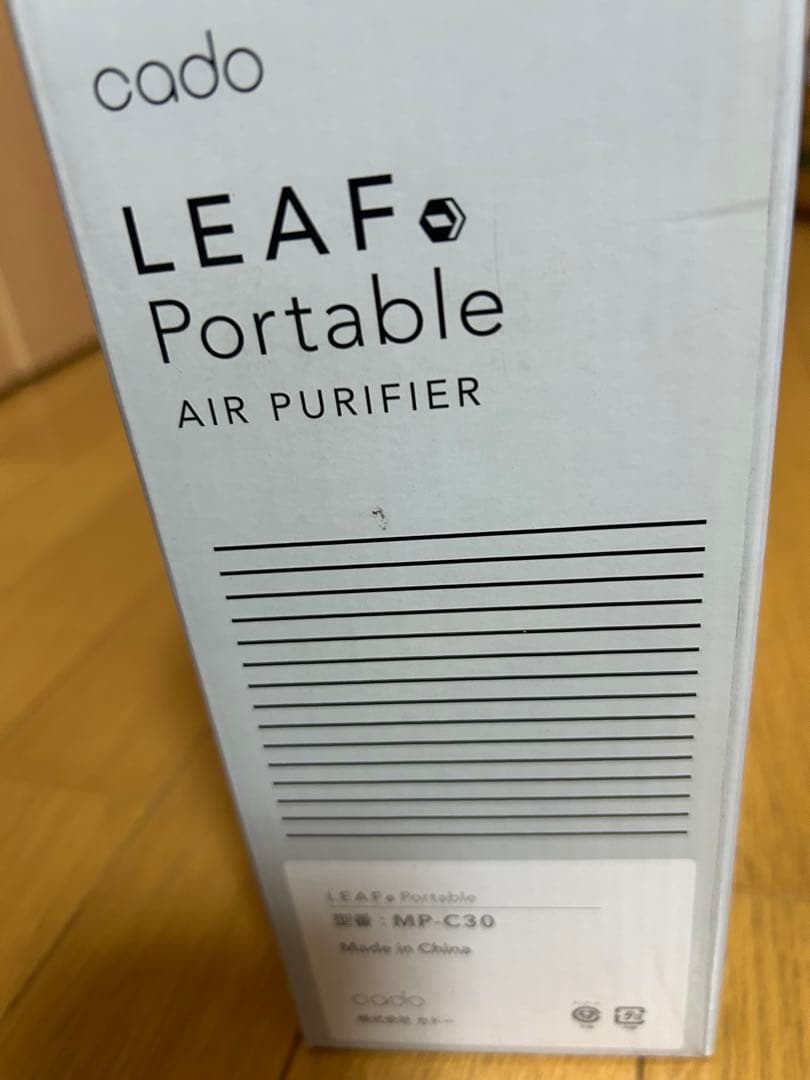 cado
LEAF
Portable
AIR PURIFIER
LEAF Portable
型番：MP-C30
Made in China
cado
株式会社 カドー